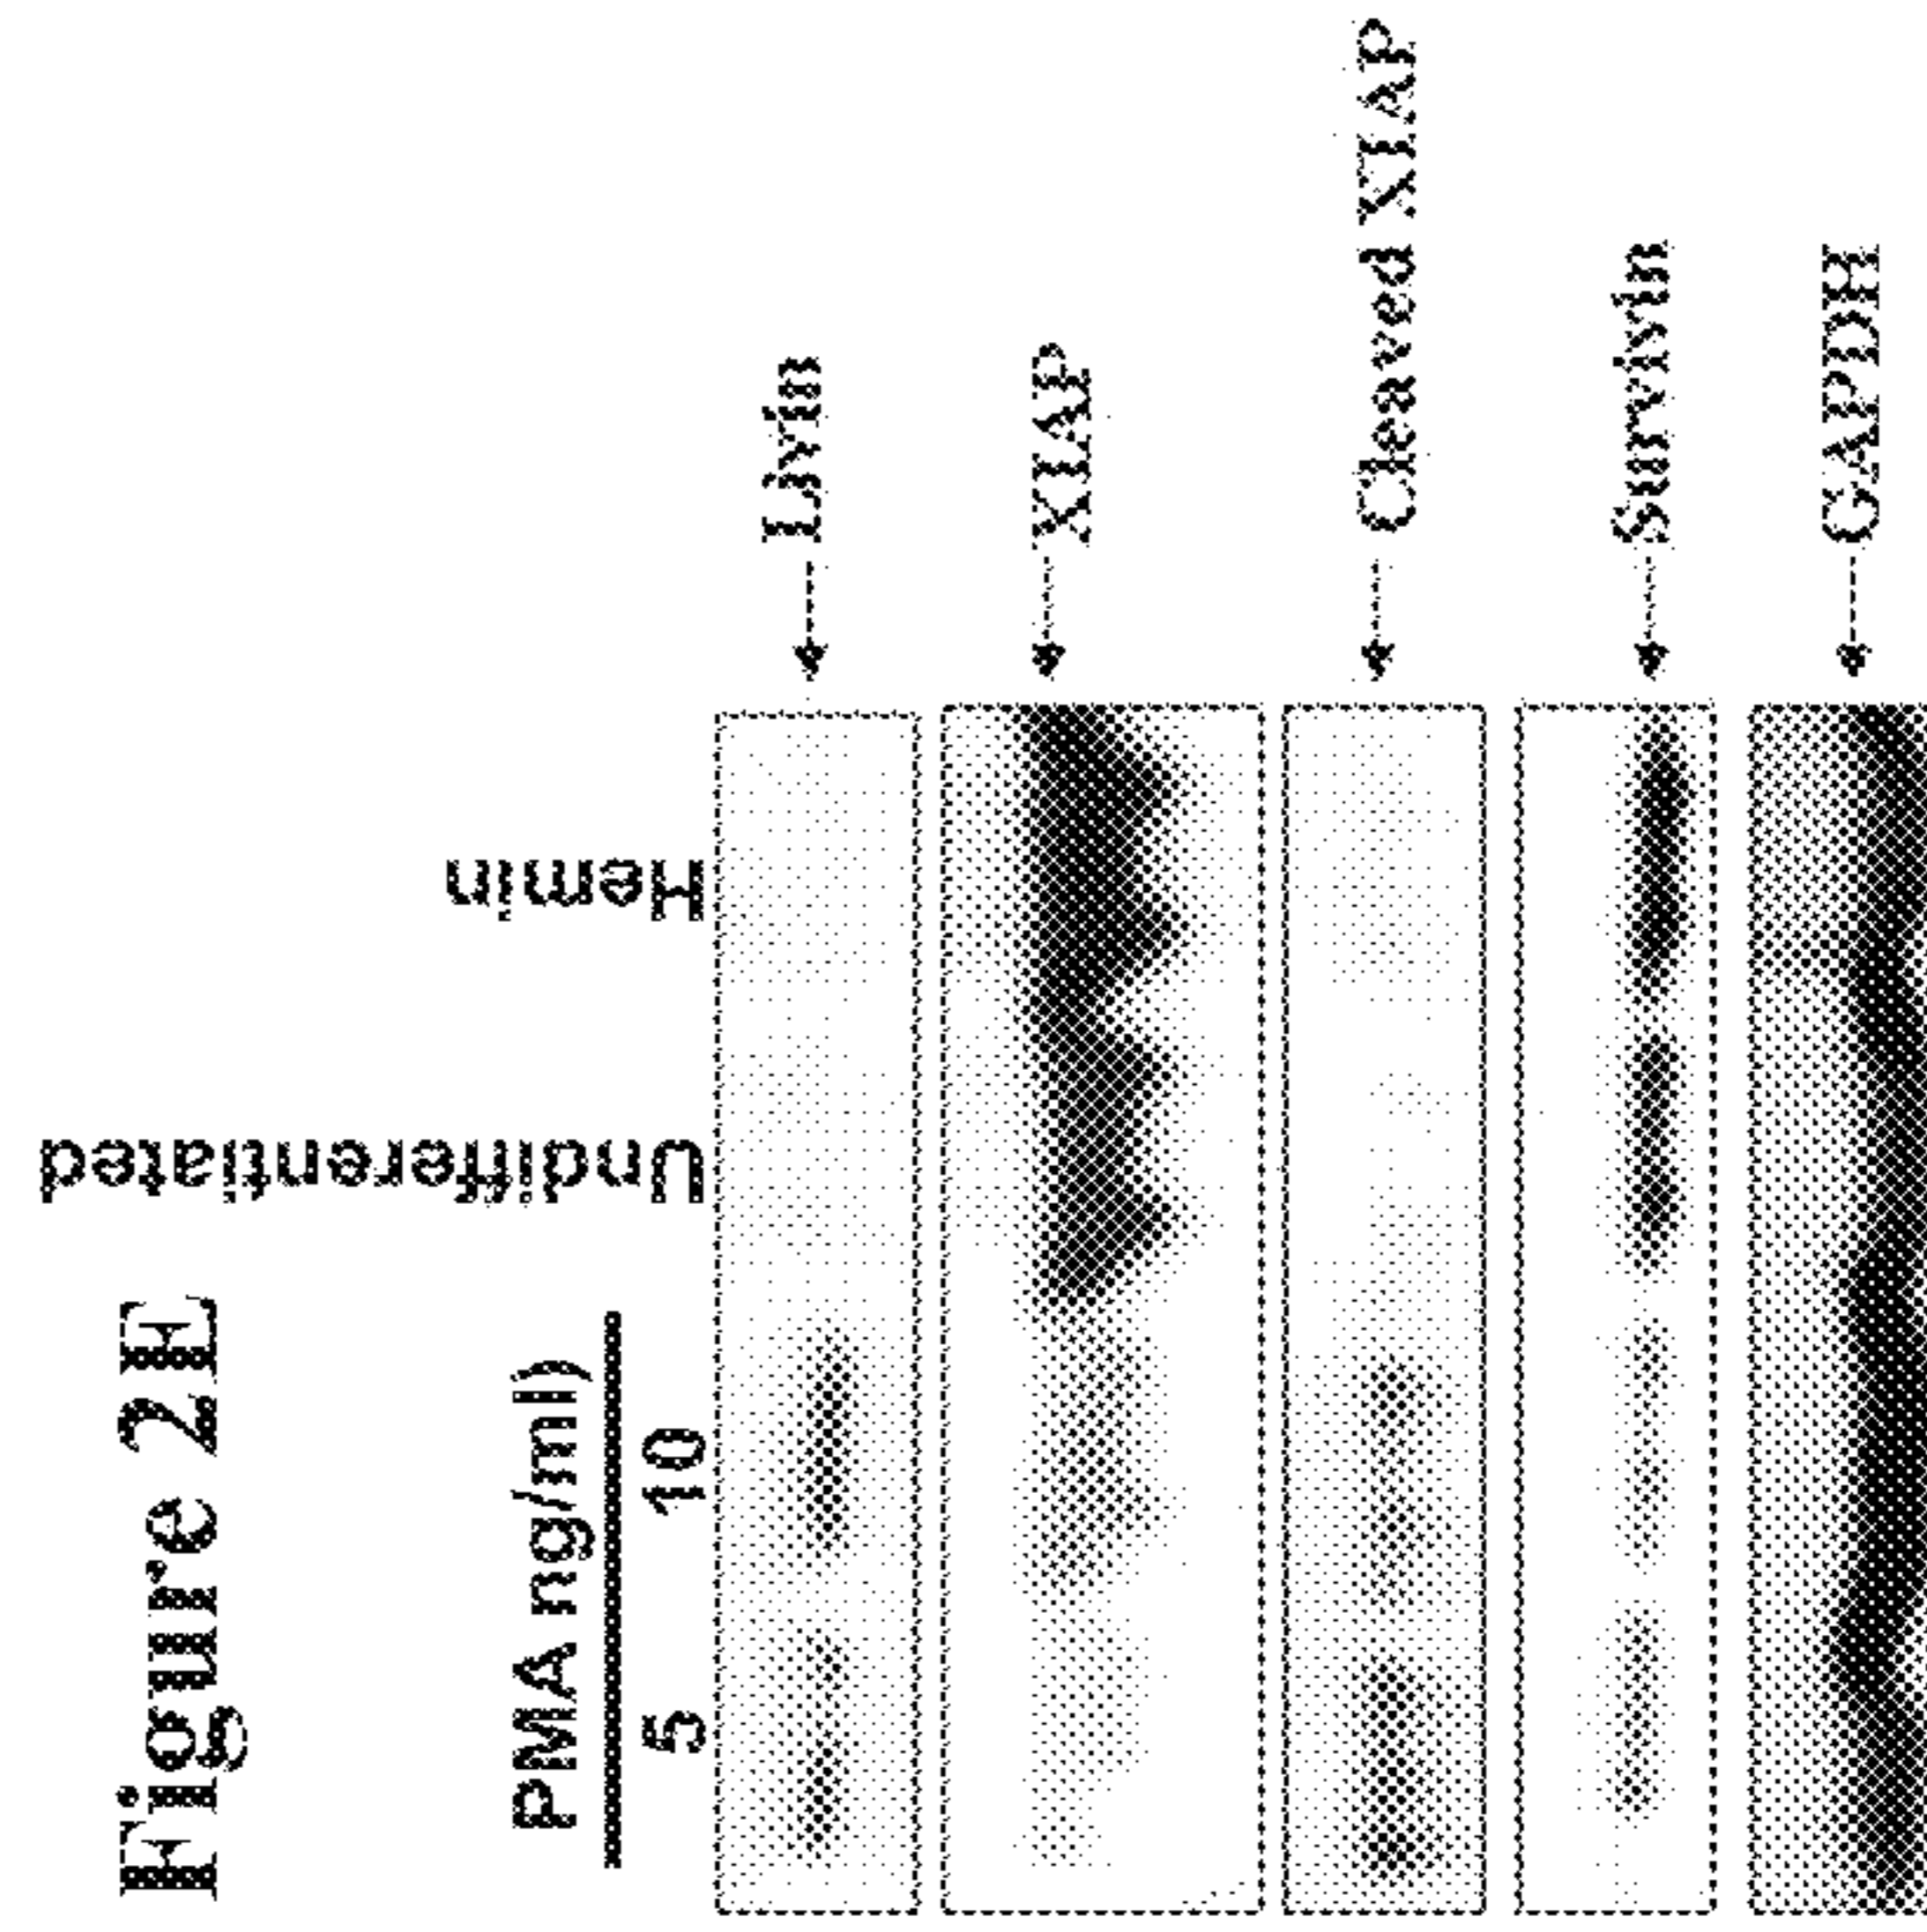 Figure 2E
PMA ng/ml)
5 10 Undifferentiated Hemin
Livin
XIAP
Cleaved XIAP
Survivin
GAPDH